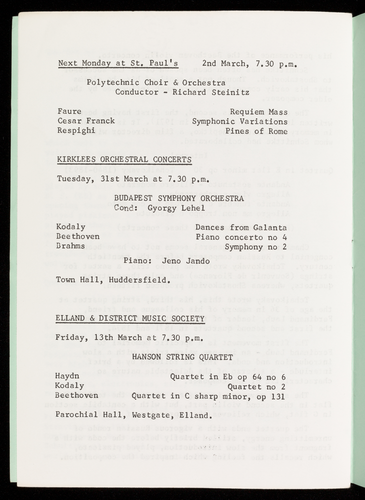 Next Monday at St. Paul's 2nd March, 7.30 p.m.
Polytechnic Choir & Orchestra
Conductor - Richard Steinitz
Faure Requiem Mass
Cesar Franck Symphonic Variations
Respighi Pines of Rome
KIRKLEES ORCHESTRAL CONCERTS
Tuesday, 31st March at 7.30 p.m.
BUDAPEST SYMPHONY ORCHESTRA
Cond: Gyorgy Lehel
Kodaly Dances from Galanta
Beethoven Piano concerto no 4
Brahms Symphony no 2
Piano: Jeno Jando
Town Hall, Huddersfield.
ELLAND & DISTRICT MUSIC SOCIETY
Friday, 13th March at 7.30 p.m.
HANSON STRING QUARTET
Haydn Quartet in Eb op 64 no 6
Kodaly Quartet no 2
Beethoven Quartet in C sharp minor, op 131
Parochial Hall, Westgate, Elland.